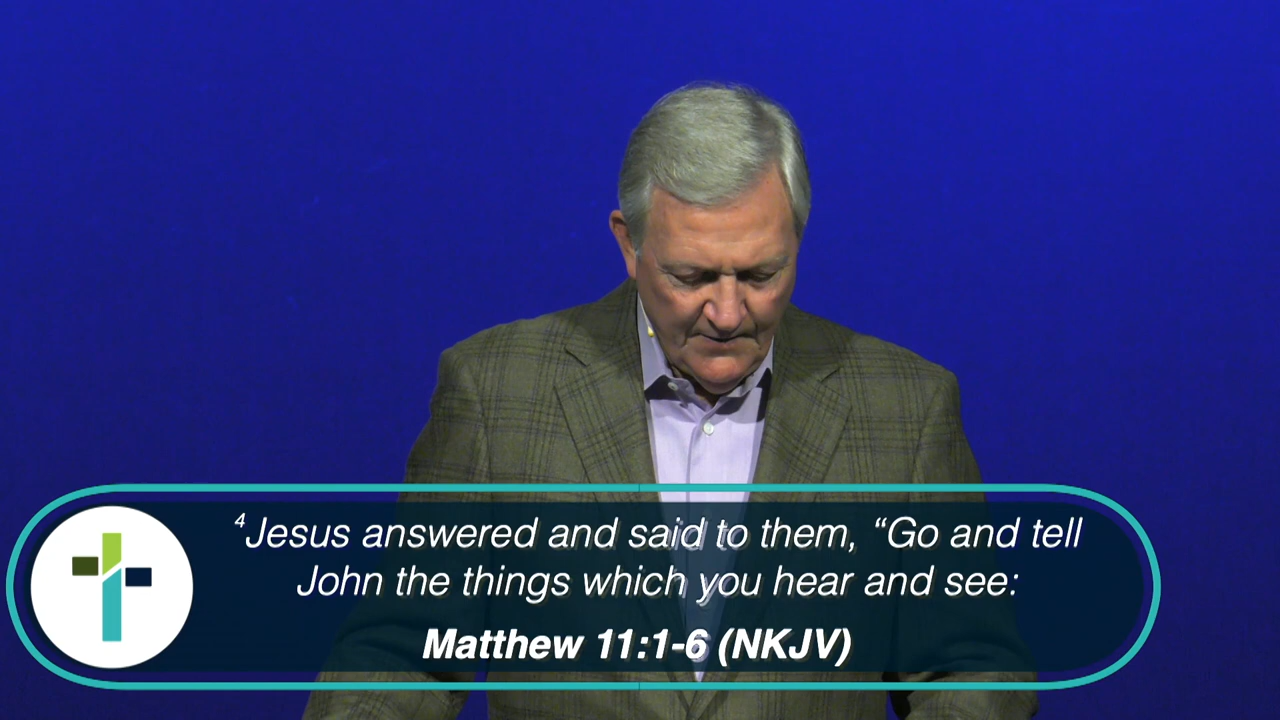 ⁴Jesus answered and said to them, “Go and tell
John the things which you hear and see:
Matthew 11:1-6 (NKJV)